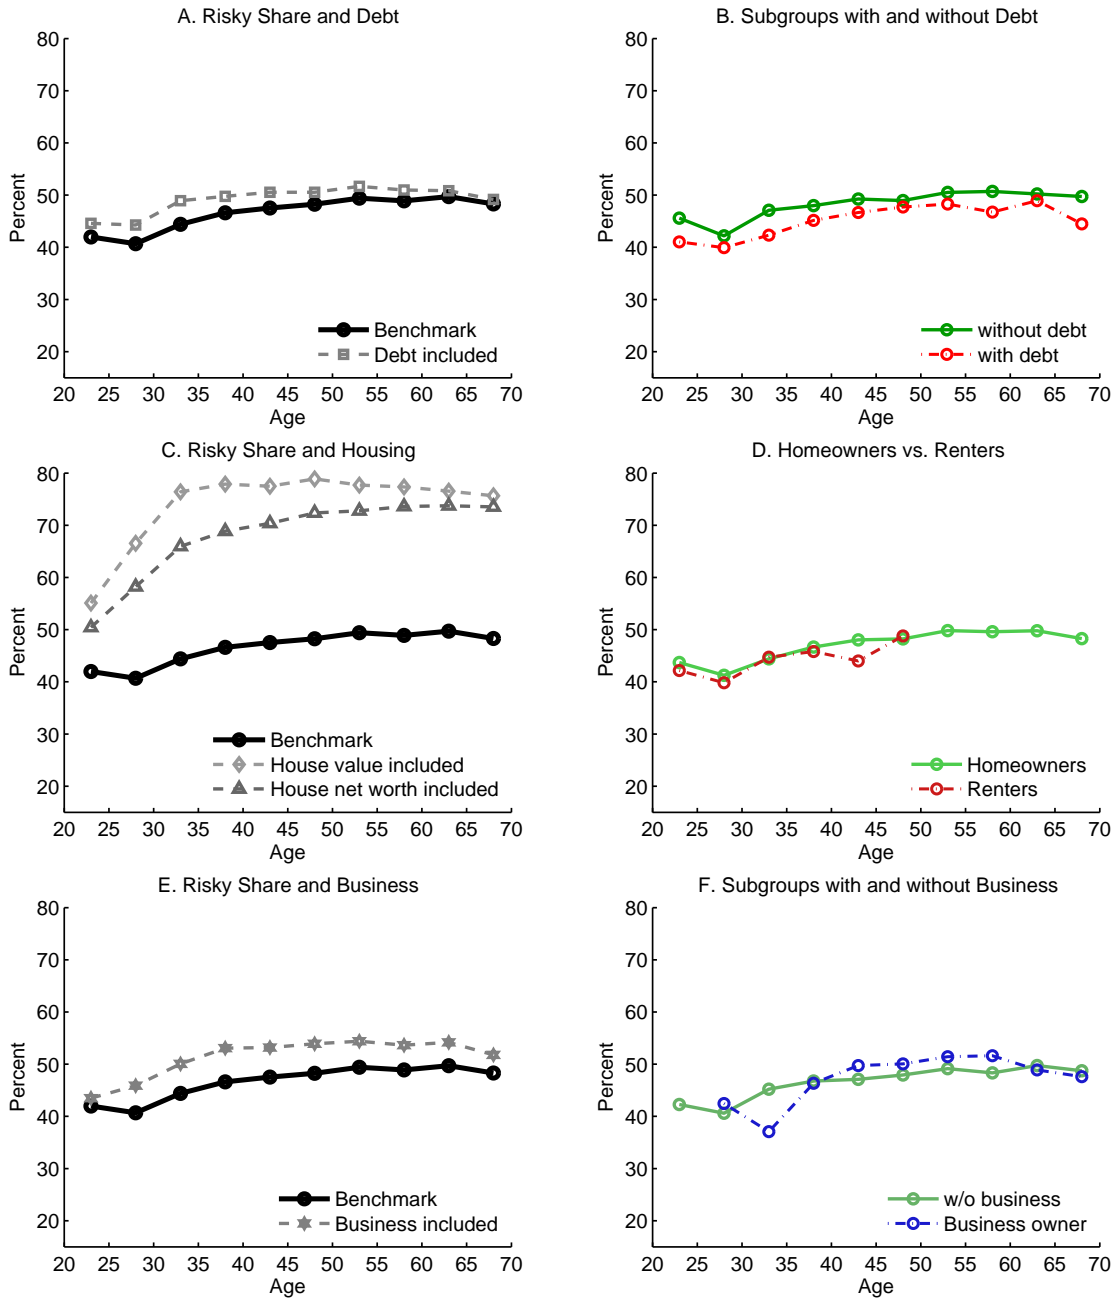 A. Risky Share and Debt
80
70
60
50
40
30
20
Percent
Benchmark
Debt included
20 25 30 35 40 45 50 55 60 65 70
Age
B. Subgroups with and without Debt
80
70
60
50
40
30
20
Percent
without debt
with debt
20 25 30 35 40 45 50 55 60 65 70
Age
C. Risky Share and Housing
80
70
60
50
40
30
20
Percent
Benchmark
House value included
House net worth included
20 25 30 35 40 45 50 55 60 65 70
Age
D. Homeowners vs. Renters
80
70
60
50
40
30
20
Percent
Homeowners
Renters
20 25 30 35 40 45 50 55 60 65 70
Age
E. Risky Share and Business
80
70
60
50
40
30
20
Percent
Benchmark
Business included
20 25 30 35 40 45 50 55 60 65 70
Age
F. Subgroups with and without Business
80
70
60
50
40
30
20
Percent
w/o business
Business owner
20 25 30 35 40 45 50 55 60 65 70
Age